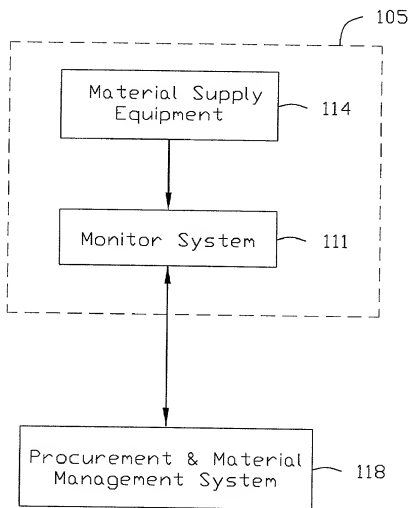 105
Material Supply
Equipment
114
Monitor System
111
Procurement & Material
Management System
118